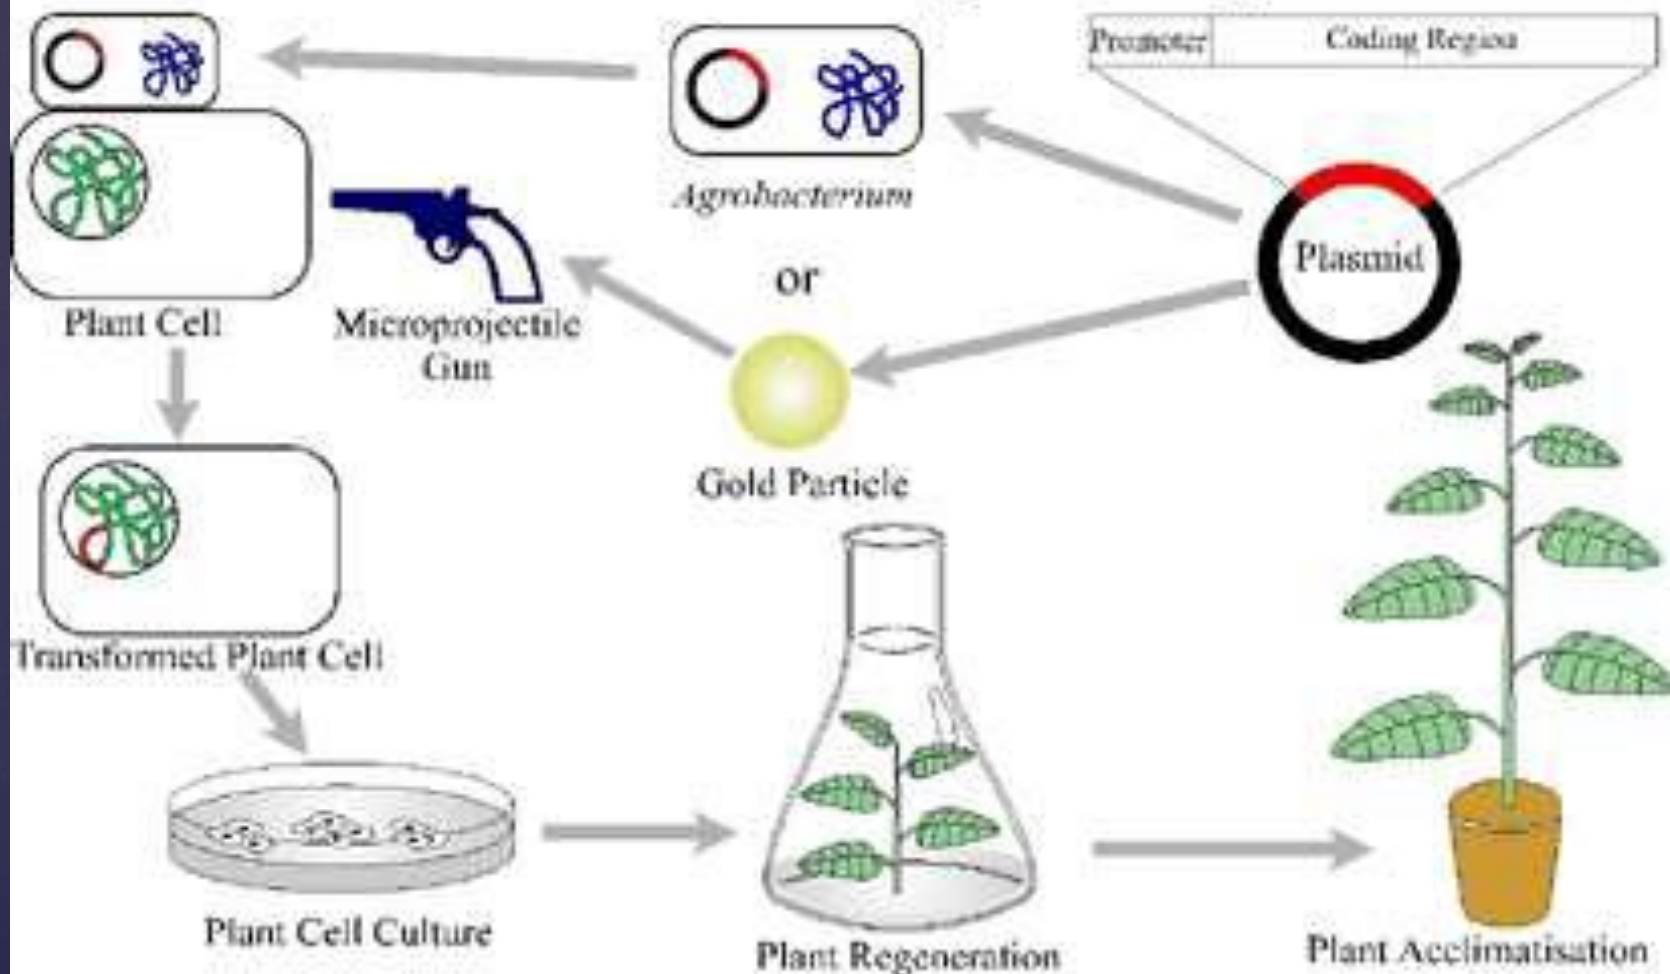 Promoter
Coding Region
Agrobacterium
Plasmid
or
Plant Cell
Microprojectile
Gun
Gold Particle
Transformed Plant Cell
Plant Cell Culture
Plant Regeneration
Plant Acclimatisation